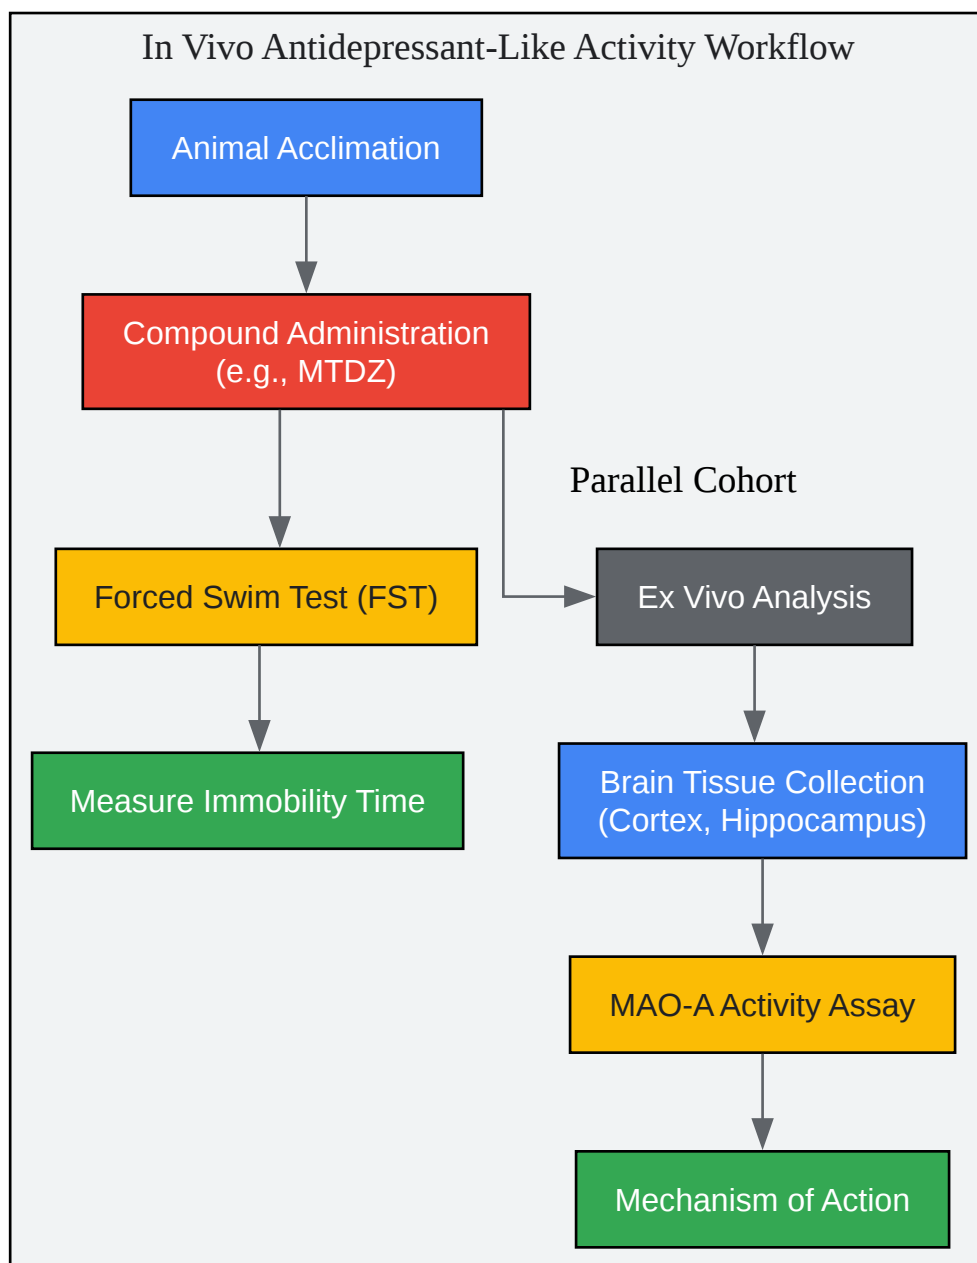 In Vivo Antidepressant-Like Activity Workflow
Animal Acclimation
Compound Administration
(e.g., MTDZ)
Parallel Cohort
Forced Swim Test (FST)
Ex Vivo Analysis
Measure Immobility Time
Brain Tissue Collection
(Cortex, Hippocampus)
MAO-A Activity Assay
Mechanism of Action